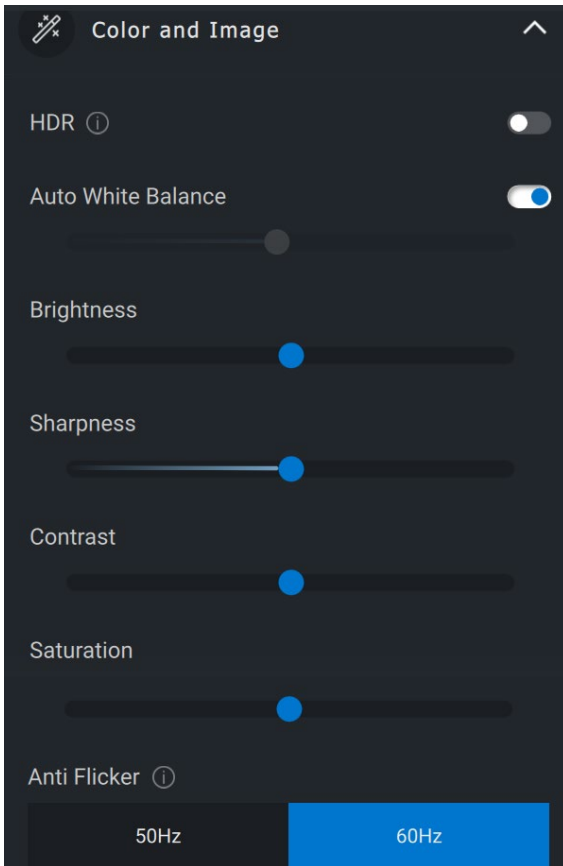 Color and Image
HDR
Auto White Balance
Brightness
Sharpness
Contrast
Saturation
Anti Flicker
50Hz 60Hz